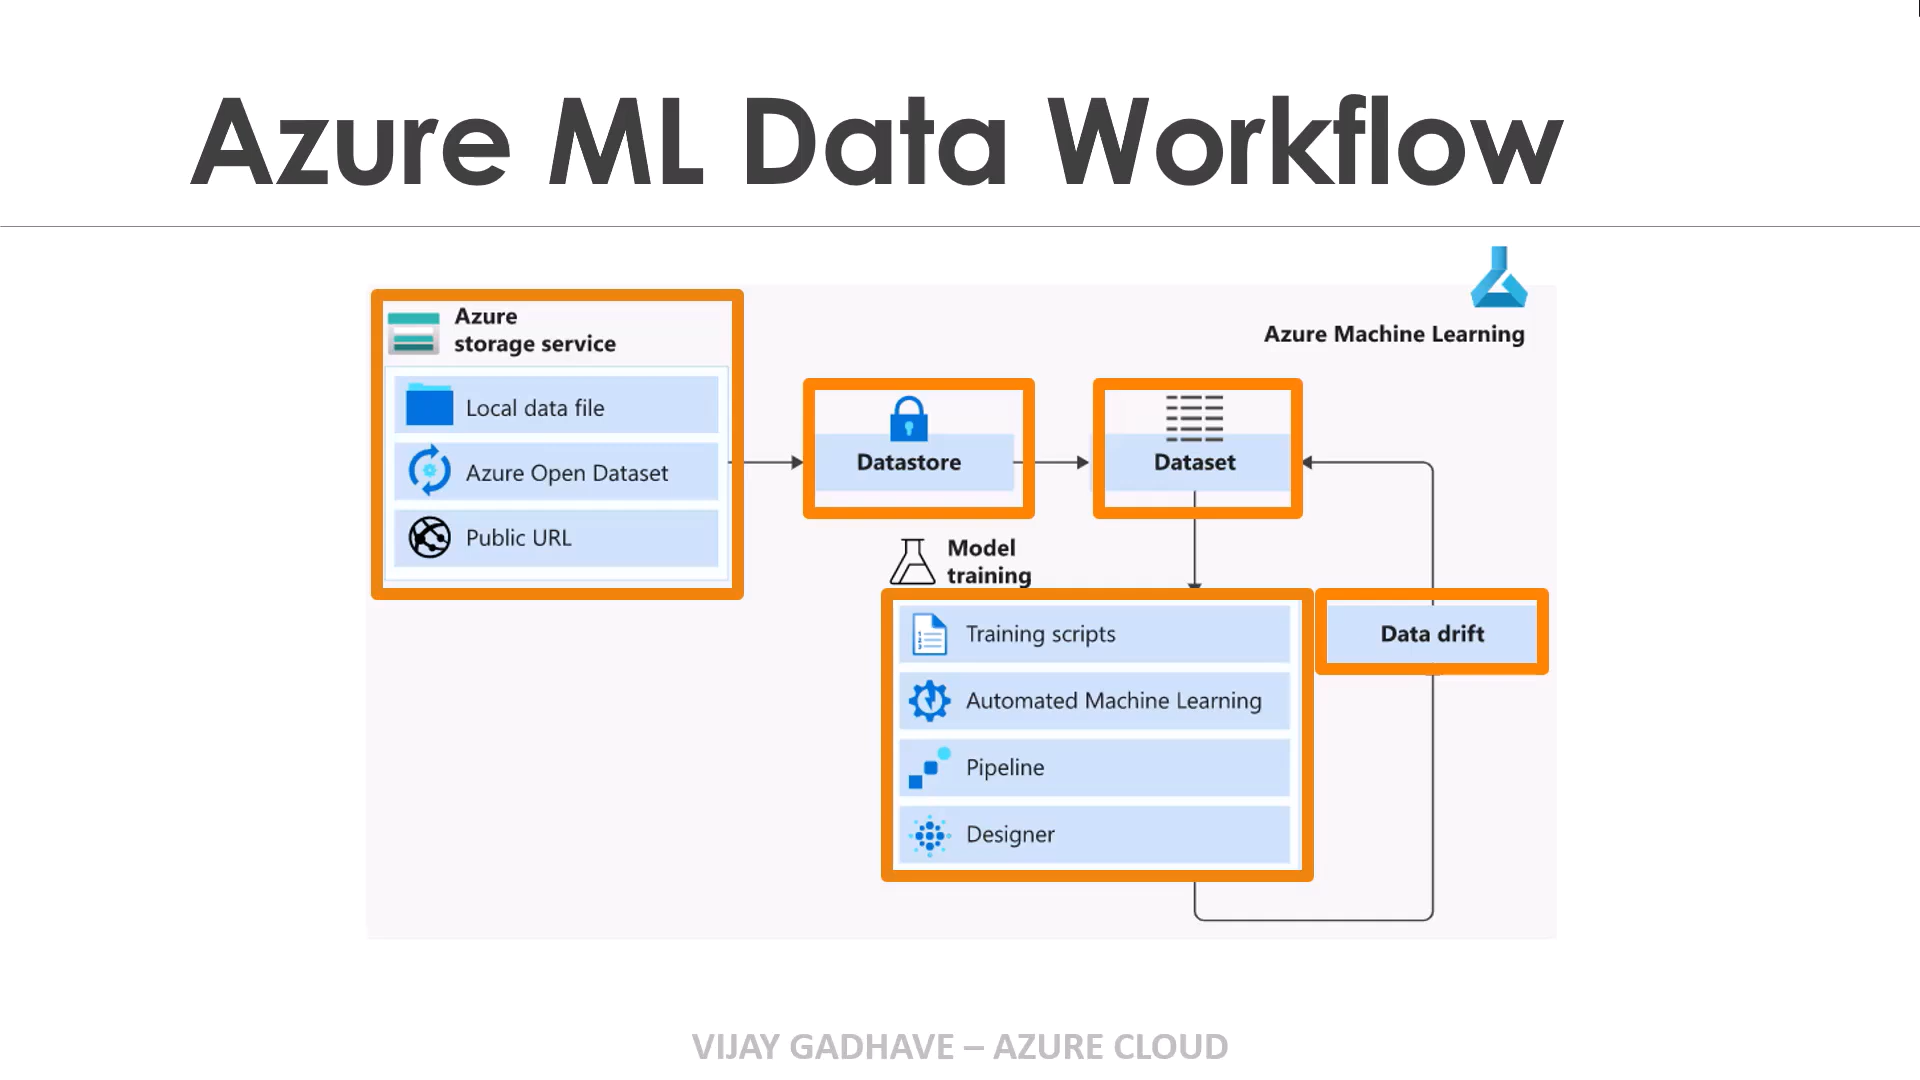 Azure ML Data Workflow
Azure
storage service
Local data file
Azure Open Dataset
Public URL
Azure Machine Learning
Datastore
Dataset
Model
training
Training scripts
Automated Machine Learning
Pipeline
Designer
Data drift
VIJAY GADHAVE – AZURE CLOUD